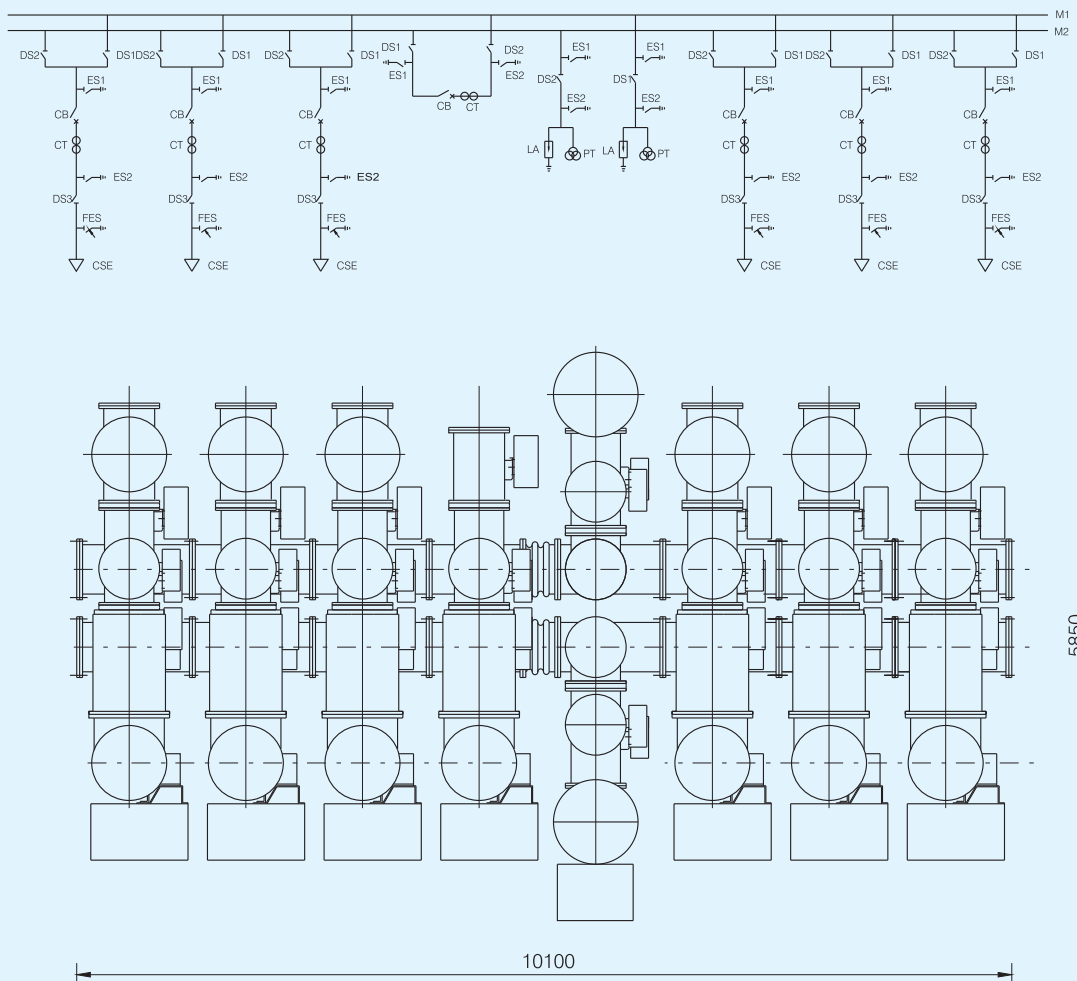 M1
M2
DS2 DS1DS2 DS1 DS2 DS1 DS1 DS2 ES1 ES1 DS2 DS1DS2 DS1 DS2 DS1
ES1 ES1 ES1 ES1 ES2 DS2 DS1 ES1 ES1 ES1
CB CB CB CB CT ES2 ES2 CB CB CB
CT CT CT LA PT LA PT CT CT CT
ES2 ES2 ES2 ES2 ES2 ES2
DS3 DS3 DS3 DS3 DS3 DS3
FES FES FES FES FES FES
CSE CSE CSE CSE CSE CSE
5850
10100